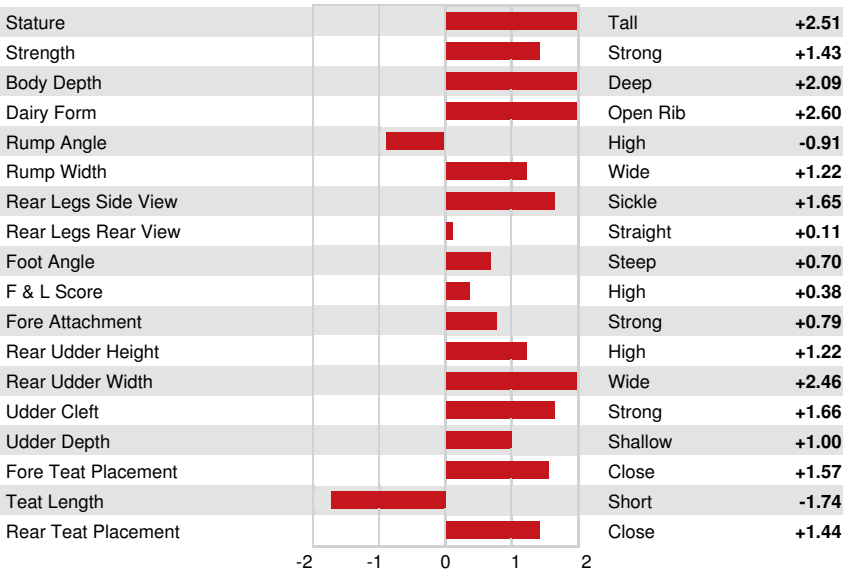 Stature Tall +2.51
Strength Strong +1.43
Body Depth Deep +2.09
Dairy Form Open Rib +2.60
Rump Angle High -0.91
Rump Width Wide +1.22
Rear Legs Side View Sickle +1.65
Rear Legs Rear View Straight +0.11
Foot Angle Steep +0.70
F & L Score High +0.38
Fore Attachment Strong +0.79
Rear Udder Height High +1.22
Rear Udder Width Wide +2.46
Udder Cleft Strong +1.66
Udder Depth Shallow +1.00
Fore Teat Placement Close +1.57
Teat Length Short -1.74
Rear Teat Placement Close +1.44
-2 -1 0 1 2